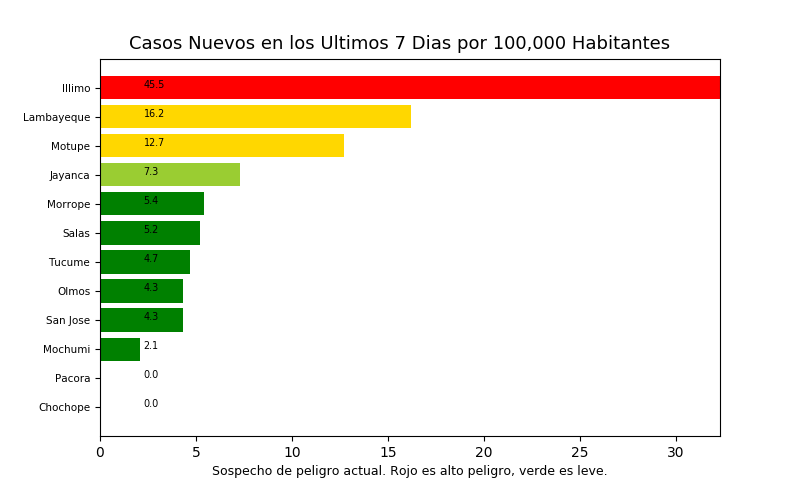 Casos Nuevos en los Ultimos 7 Dias por 100,000 Habitantes
Illimo 45.5
Lambayeque 16.2
Motupe 12.7
Jayanca 7.3
Morrope 5.4
Salas 5.2
Tucume 4.7
Olmos 4.3
San Jose 4.3
Mochumi 2.1
Pacora 0.0
Chochope 0.0
0 5 10 15 20 25 30
Sospecho de peligro actual. Rojo es alto peligro, verde es leve.